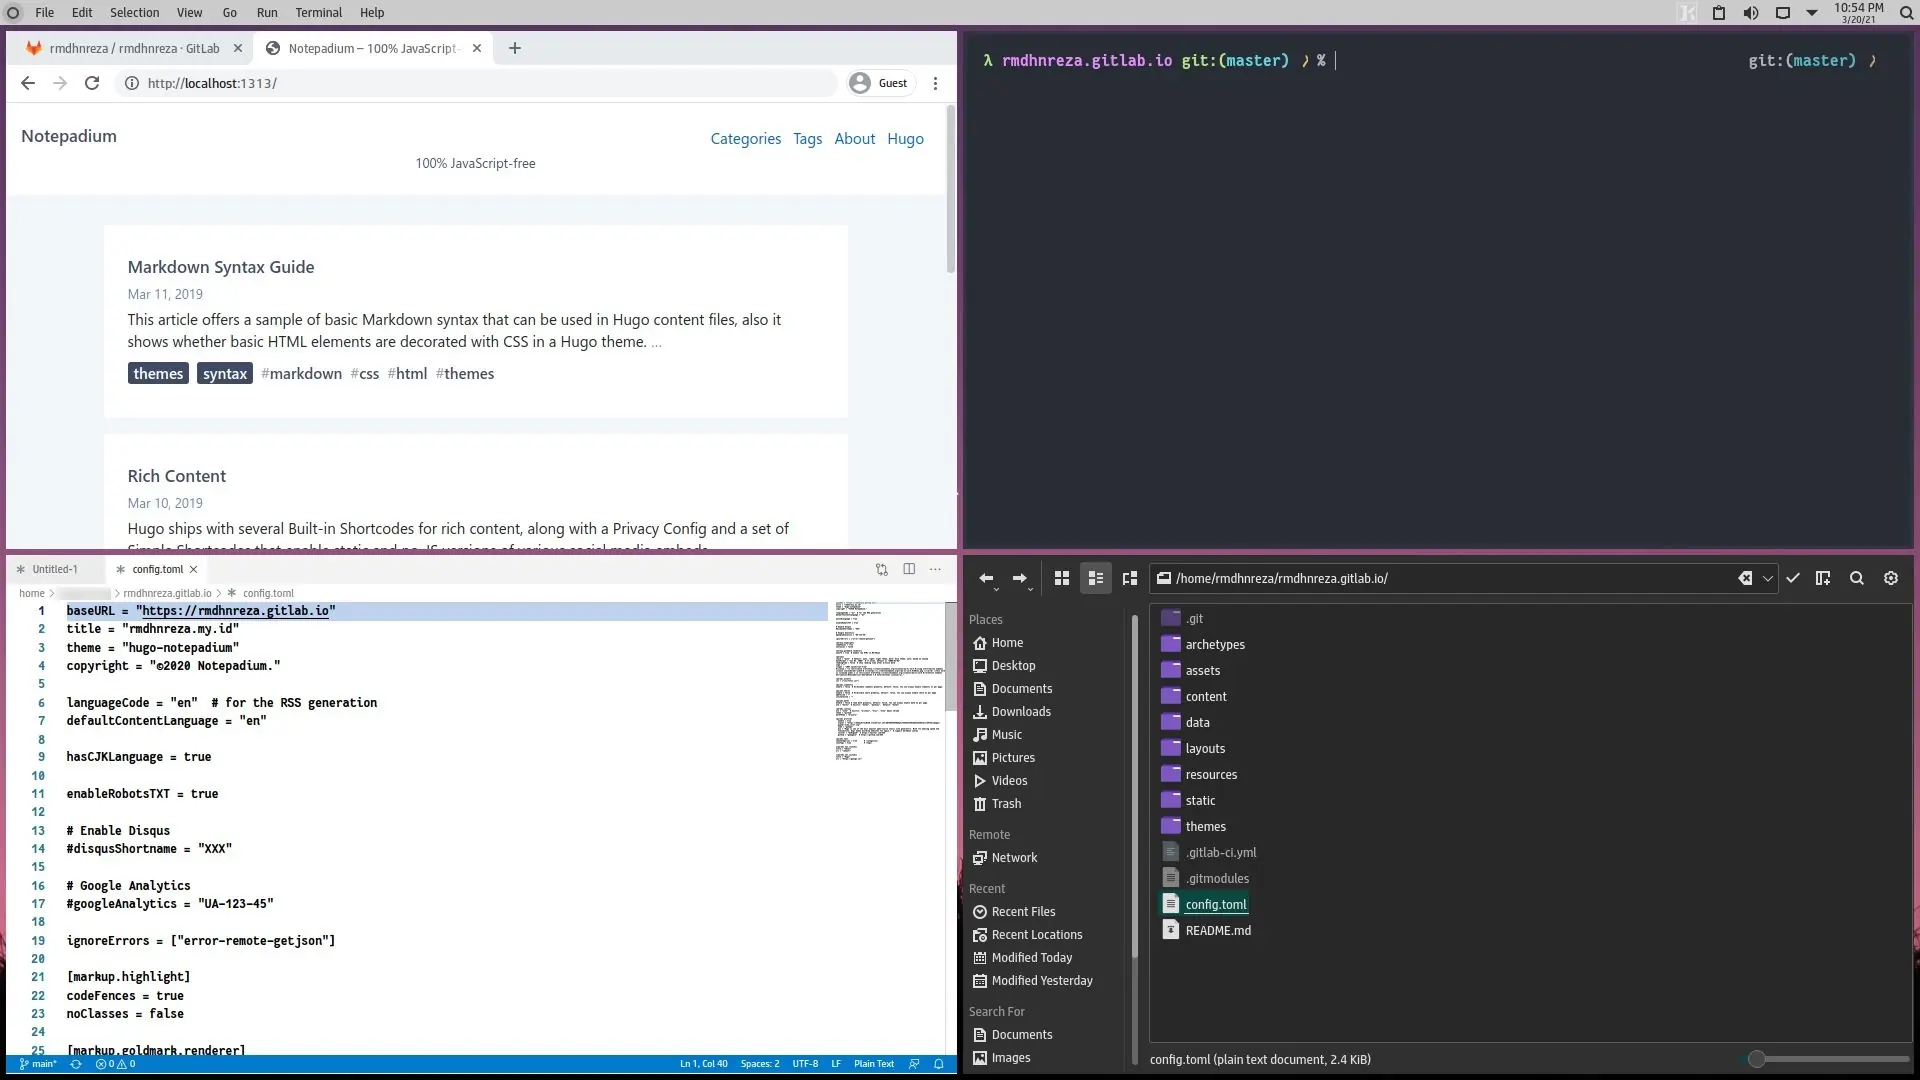 File Edit Selection View Go Run Terminal Help
10:54 PM
3/20/21
rmdhnreza / rmdhnreza · GitLab
Notepadium – 100% JavaScript-
http://localhost:1313/
Guest
Notepadium
Categories Tags About Hugo
100% JavaScript-free
Markdown Syntax Guide
Mar 11, 2019
This article offers a sample of basic Markdown syntax that can be used in Hugo content files, also it
shows whether basic HTML elements are decorated with CSS in a Hugo theme. ...
themes syntax #markdown #css #html #themes
Rich Content
Mar 10, 2019
Hugo ships with several Built-in Shortcodes for rich content, along with a Privacy Config and a set of
λ rmdhnreza.gitlab.io git:(master) ❯ %
git:(master) ❯
Untitled-1
config.toml
home > > rmdhnreza.gitlab.io > config.toml
1 baseURL = "https://rmdhnreza.gitlab.io"
2 title = "rmdhnreza.my.id"
3 theme = "hugo-notepadium"
4 copyright = "©2020 Notepadium."
5
6 languageCode = "en"  # for the RSS generation
7 defaultContentLanguage = "en"
8
9 hasCJKLanguage = true
10
11 enableRobotsTXT = true
12
13 # Enable Disqus
14 #disqusShortname = "XXX"
15
16 # Google Analytics
17 #googleAnalytics = "UA-123-45"
18
19 ignoreErrors = ["error-remote-getjson"]
20
21 [markup.highlight]
22 codeFences = true
23 noClasses = false
24
25 [markup.goldmark.renderer]
main*
0 0
Ln 1, Col 40 Spaces: 2 UTF-8 LF Plain Text
/home/rmdhnreza/rmdhnreza.gitlab.io/
Places
Home
Desktop
Documents
Downloads
Music
Pictures
Videos
Trash
Remote
Network
Recent
Recent Files
Recent Locations
Modified Today
Modified Yesterday
Search For
Documents
Images
.git
archetypes
assets
content
data
layouts
resources
static
themes
.gitlab-ci.yml
.gitmodules
config.toml
README.md
config.toml (plain text document, 2.4 KiB)